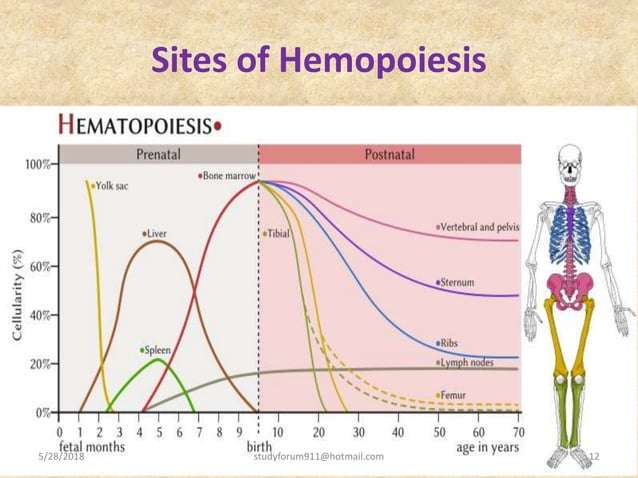 Sites of Hemopoiesis
HEMATOPOIESIS•
Prenatal Postnatal
100%
80%
60%
40%
20%
0%
Cellularity (%)
•Yolk sac
•Bone marrow
•Liver
•Tibial
•Vertebral and pelvis
•Spleen
•Sternum
•Ribs
•Lymph nodes
•Femur
0 1 2 3 4 5 6 7 8 9 10 20 30 40 50 60 70
fetal months birth age in years
5/28/2018 studyforum911@hotmail.com 12